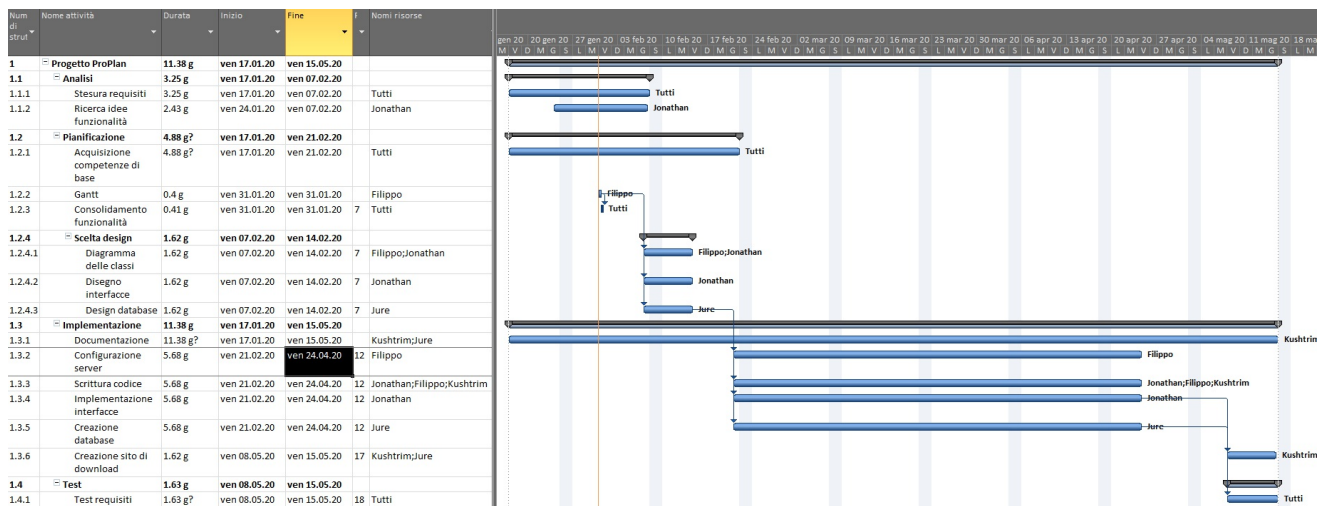 Num di strut Nome attività Durata Inizio Fine F Nomi risorse
gen 20 20 gen 20 27 gen 20 03 feb 20 10 feb 20 17 feb 20 24 feb 20 02 mar 20 09 mar 20 16 mar 20 23 mar 20 30 mar 20 06 apr 20 13 apr 20 20 apr 20 27 apr 20 04 mag 20 11 mag 20 18 ma
M V D M G S L M V D M G S L M V D M G S L M V D M G S L M V D M G S L M V D M G S L M V D M G S L M V D M G S L M
1 Progetto ProPlan 11.38 g ven 17.01.20 ven 15.05.20
1.1 Analisi 3.25 g ven 17.01.20 ven 07.02.20
1.1.1 Stesura requisiti 3.25 g ven 17.01.20 ven 07.02.20 Tutti Tutti
1.1.2 Ricerca idee funzionalità 2.43 g ven 24.01.20 ven 07.02.20 Jonathan Jonathan
1.2 Pianificazione 4.88 g? ven 17.01.20 ven 21.02.20
1.2.1 Acquisizione competenze di base 4.88 g? ven 17.01.20 ven 21.02.20 Tutti Tutti
1.2.2 Gantt 0.4 g ven 31.01.20 ven 31.01.20 Filippo Filippo
1.2.3 Consolidamento funzionalità 0.41 g ven 31.01.20 ven 31.01.20 7 Tutti Tutti
1.2.4 Scelta design 1.62 g ven 07.02.20 ven 14.02.20
1.2.4.1 Diagramma delle classi 1.62 g ven 07.02.20 ven 14.02.20 7 Filippo;Jonathan Filippo;Jonathan
1.2.4.2 Disegno interfacce 1.62 g ven 07.02.20 ven 14.02.20 7 Jonathan Jonathan
1.2.4.3 Design database 1.62 g ven 07.02.20 ven 14.02.20 7 Jure Jure
1.3 Implementazione 11.38 g ven 17.01.20 ven 15.05.20
1.3.1 Documentazione 11.38 g? ven 17.01.20 ven 15.05.20 Kushtrim;Jure Kushtrim
1.3.2 Configurazione server 5.68 g ven 21.02.20 ven 24.04.20 12 Filippo Filippo
1.3.3 Scrittura codice 5.68 g ven 21.02.20 ven 24.04.20 12 Jonathan;Filippo;Kushtrim Jonathan;Filippo;Kushtrim
1.3.4 Implementazione interfacce 5.68 g ven 21.02.20 ven 24.04.20 12 Jonathan Jonathan
1.3.5 Creazione database 5.68 g ven 21.02.20 ven 24.04.20 12 Jure Jure
1.3.6 Creazione sito di download 1.62 g ven 08.05.20 ven 15.05.20 17 Kushtrim;Jure Kushtrim
1.4 Test 1.63 g ven 08.05.20 ven 15.05.20
1.4.1 Test requisiti 1.63 g? ven 08.05.20 ven 15.05.20 18 Tutti Tutti